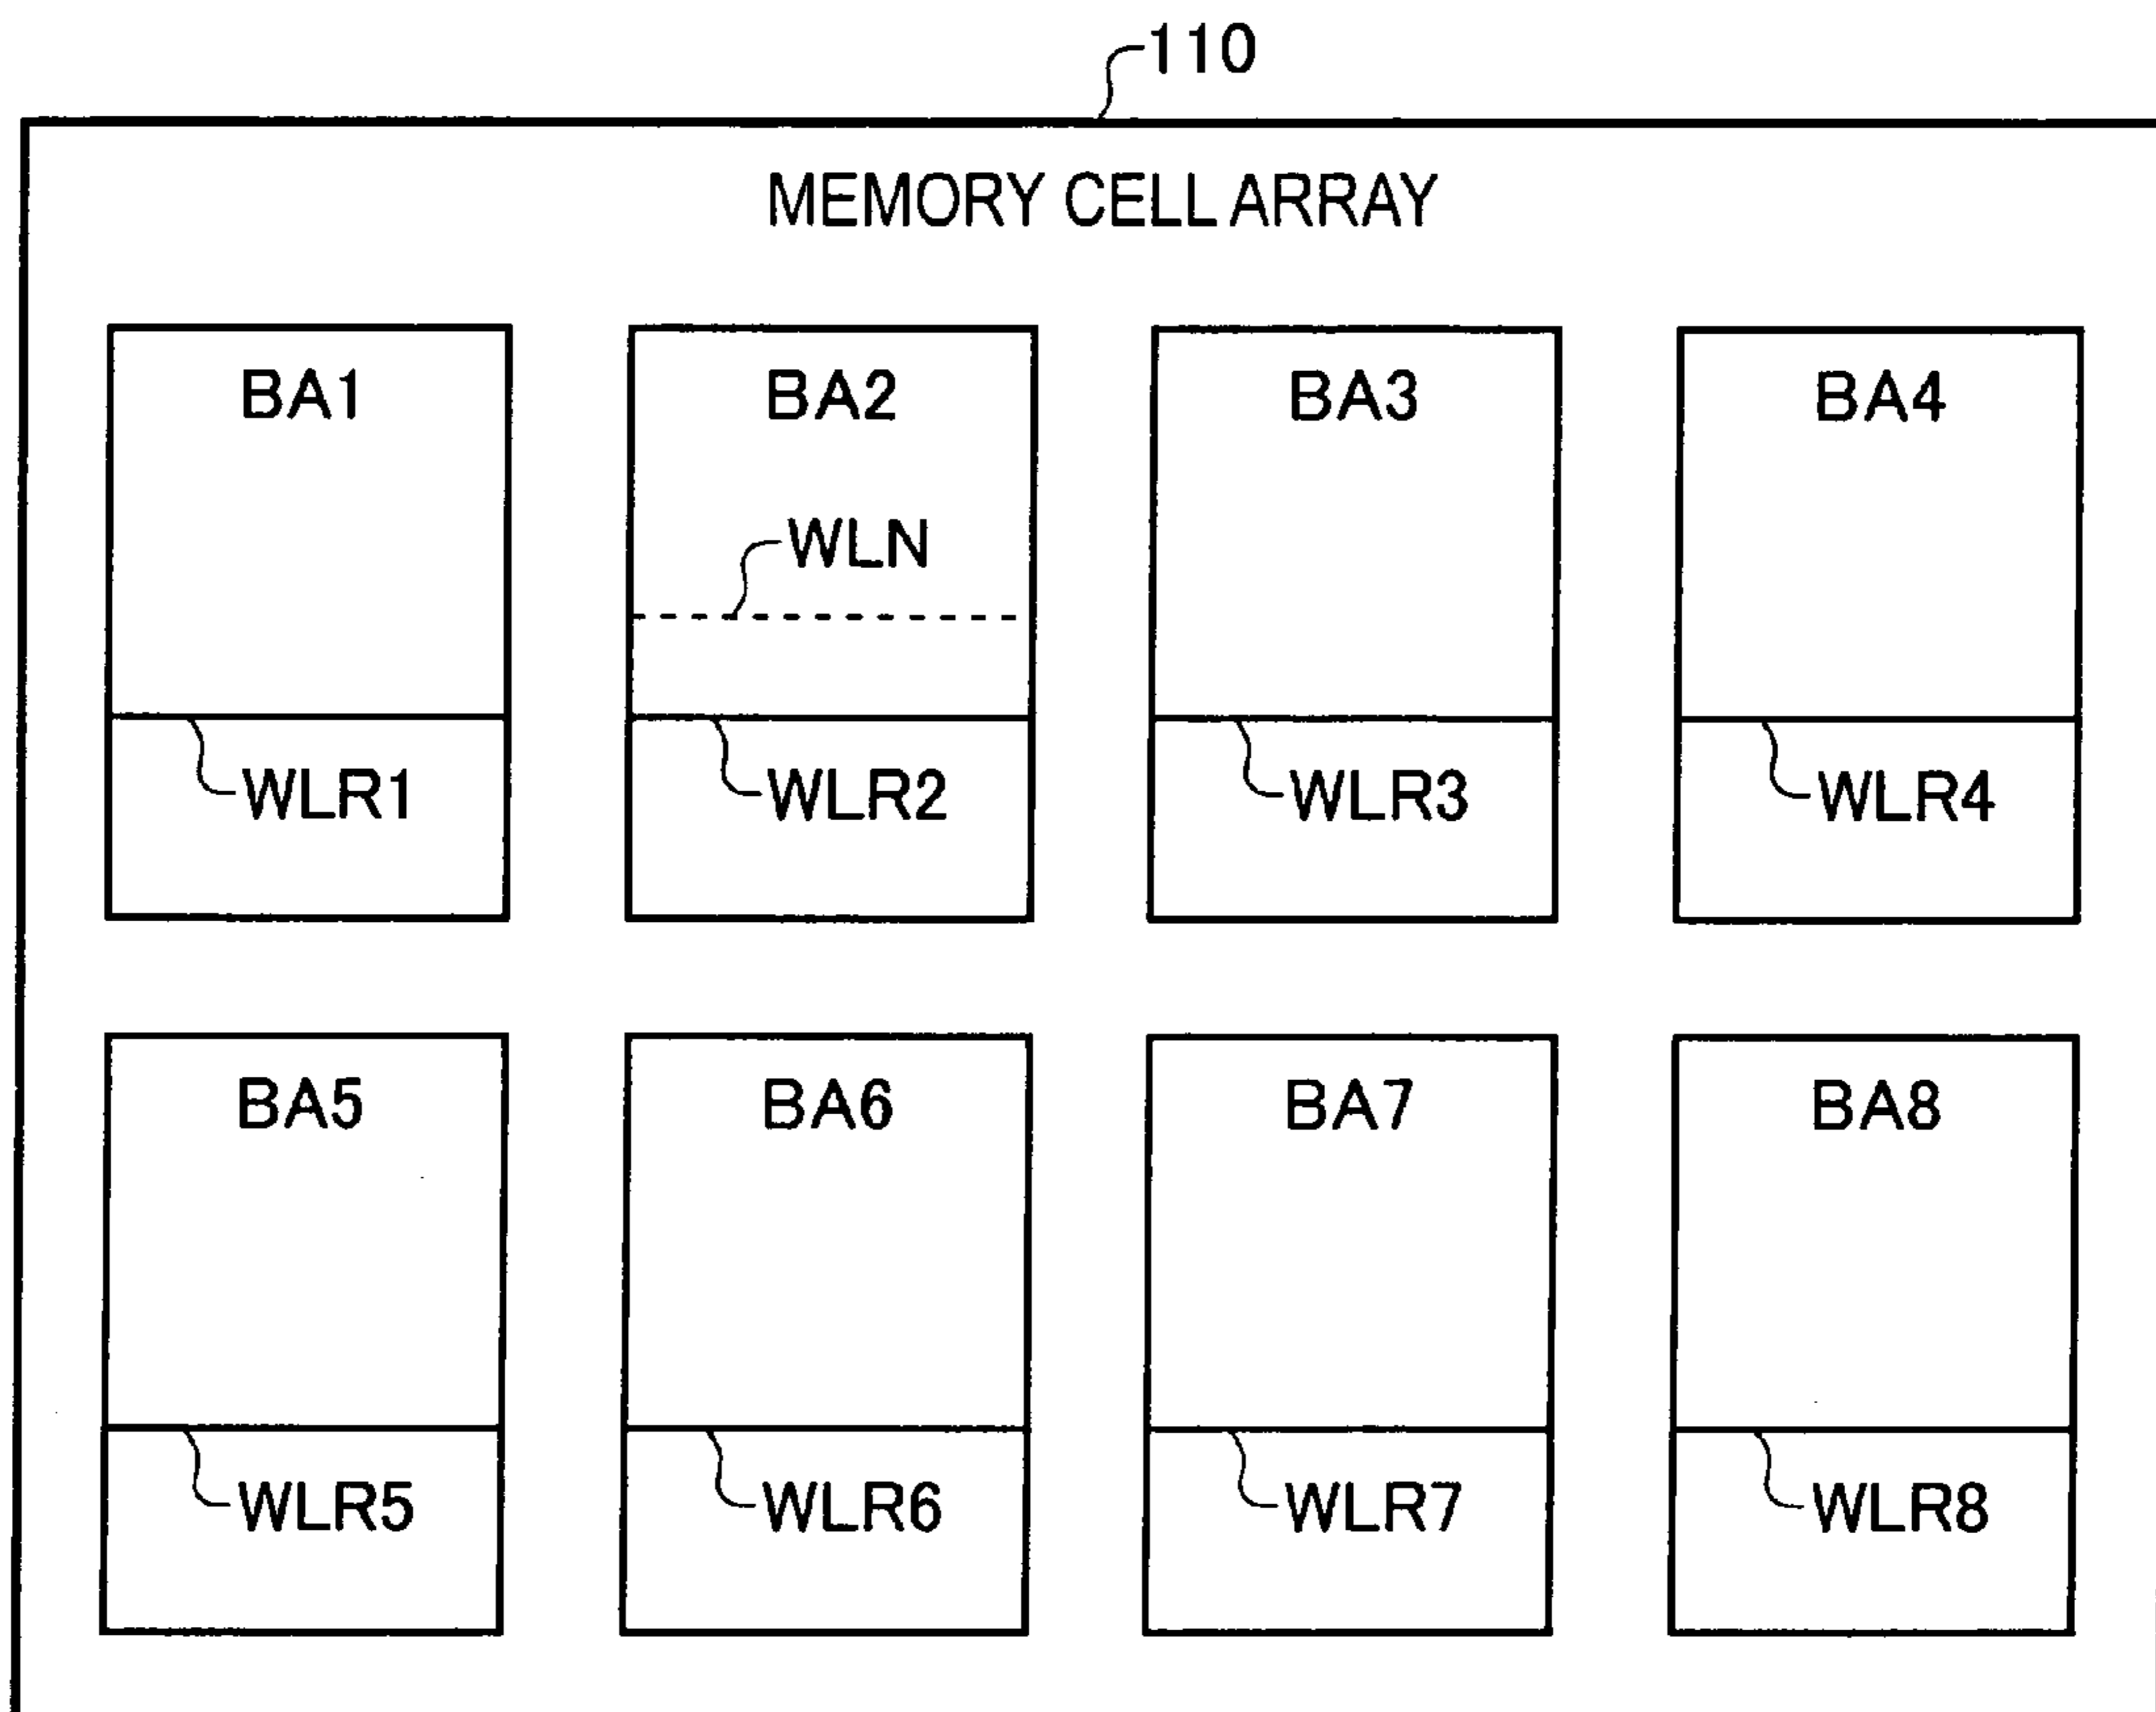 110
MEMORY CELL ARRAY
BA1 BA2 BA3 BA4
WLN
WLR1 WLR2 WLR3 WLR4
BA5 BA6 BA7 BA8
WLR5 WLR6 WLR7 WLR8